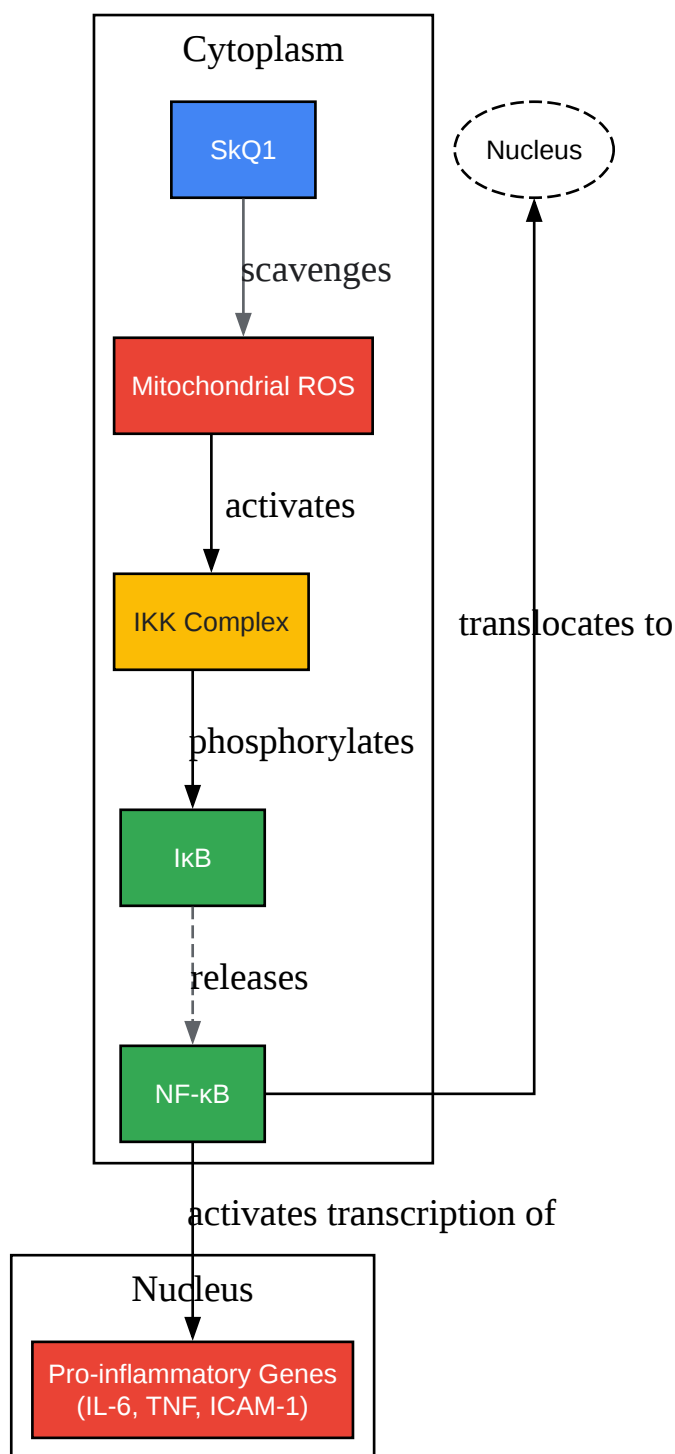 Cytoplasm
SkQ1
Nucleus
scavenges
Mitochondrial ROS
activates
IKK Complex
translocates to
phosphorylates
IκB
releases
NF-κB
activates transcription of
Nucleus
Pro-inflammatory Genes
(IL-6, TNF, ICAM-1)